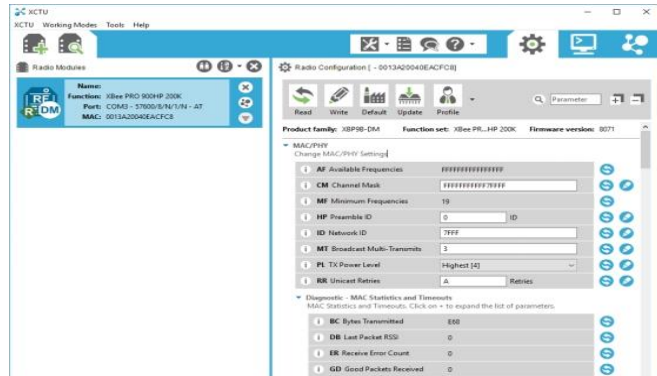 XCTU
XCTU Working Modes Tools Help
Radio Modules
Name:
Function: XBee PRO 900HP 200K
Port: COM3 - 57600/8/N/1/N - AT
MAC: 0013A20040EACFC8
Radio Configuration [ - 0013A20040EACFC8]
Read Write Default Update Profile
Parameter
Product family: XBP9B-DM Function set: XBee PR...HP 200K Firmware version: 8071
MAC/PHY
Change MAC/PHY Settings
i AF Available Frequencies FFFFFFFFFFFFFFFF
i CM Channel Mask FFFFFFFFFFF7FFFF
i MF Minimum Frequencies 19
i HP Preamble ID 0 ID
i ID Network ID 7FFF
i MT Broadcast Multi-Transmits 3
i PL TX Power Level Highest [4]
i RR Unicast Retries A Retries
Diagnostic - MAC Statistics and Timeouts
MAC Statistics and Timeouts. Click on + to expand the list of parameters.
i BC Bytes Transmitted E60
i DB Last Packet RSSI 0
i ER Receive Error Count 0
i GD Good Packets Received 0